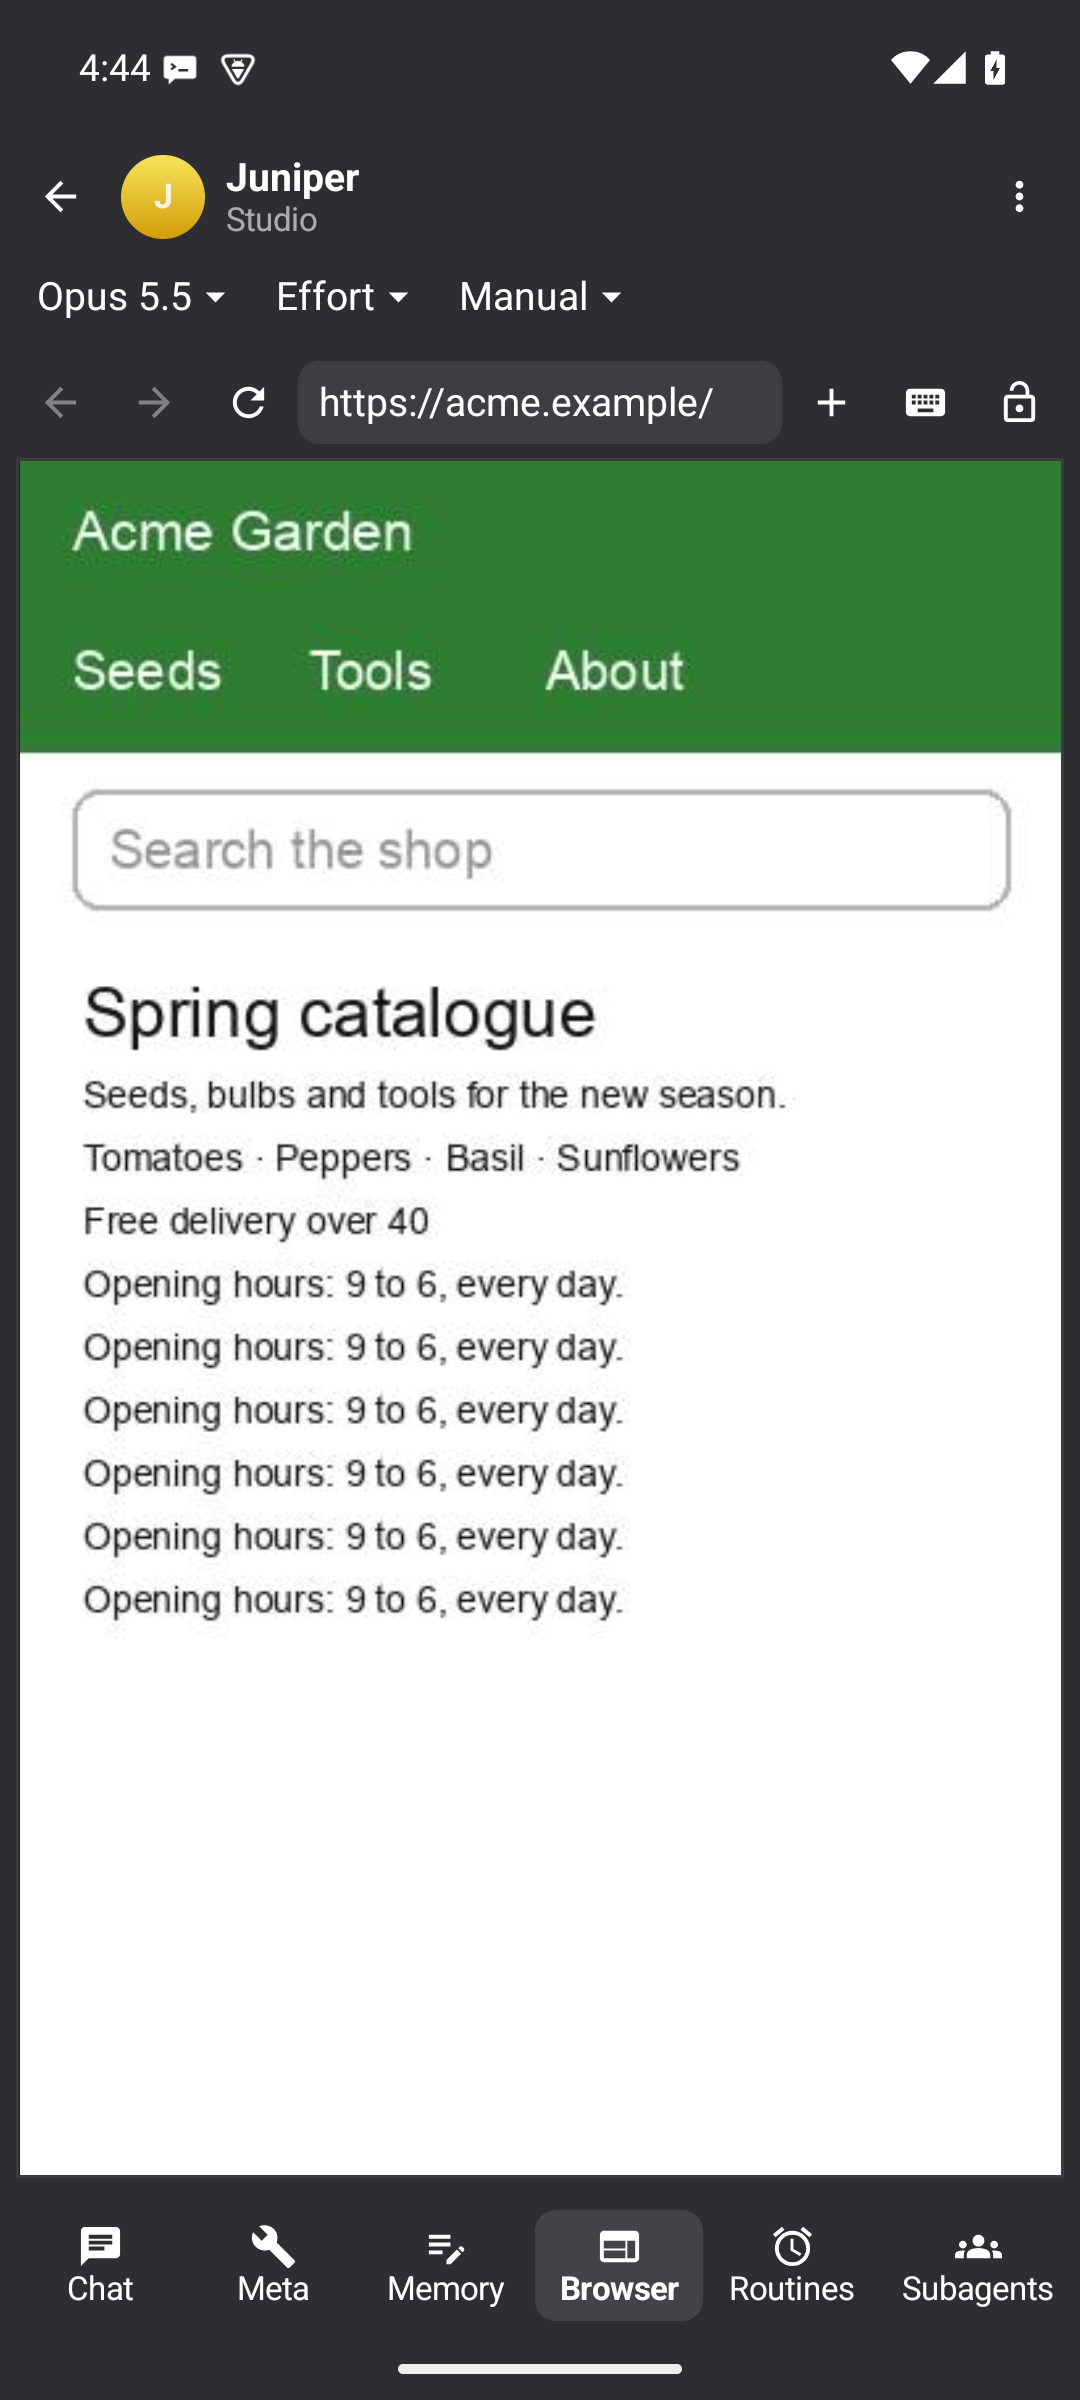 4:44
J
Juniper
Studio
Opus 5.5 Effort Manual
https://acme.example/
Acme Garden
Seeds Tools About
Search the shop
Spring catalogue
Seeds, bulbs and tools for the new season.
Tomatoes · Peppers · Basil · Sunflowers
Free delivery over 40
Opening hours: 9 to 6, every day.
Opening hours: 9 to 6, every day.
Opening hours: 9 to 6, every day.
Opening hours: 9 to 6, every day.
Opening hours: 9 to 6, every day.
Opening hours: 9 to 6, every day.
Chat Meta Memory Browser Routines Subagents